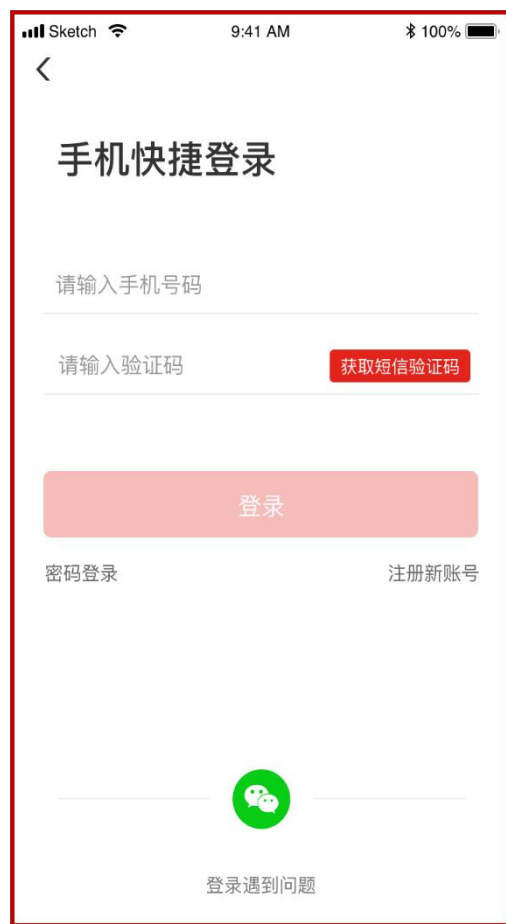 Sketch 9:41 AM 100%
手机快捷登录
请输入手机号码
请输入验证码 获取短信验证码
登录
密码登录 注册新账号
登录遇到问题